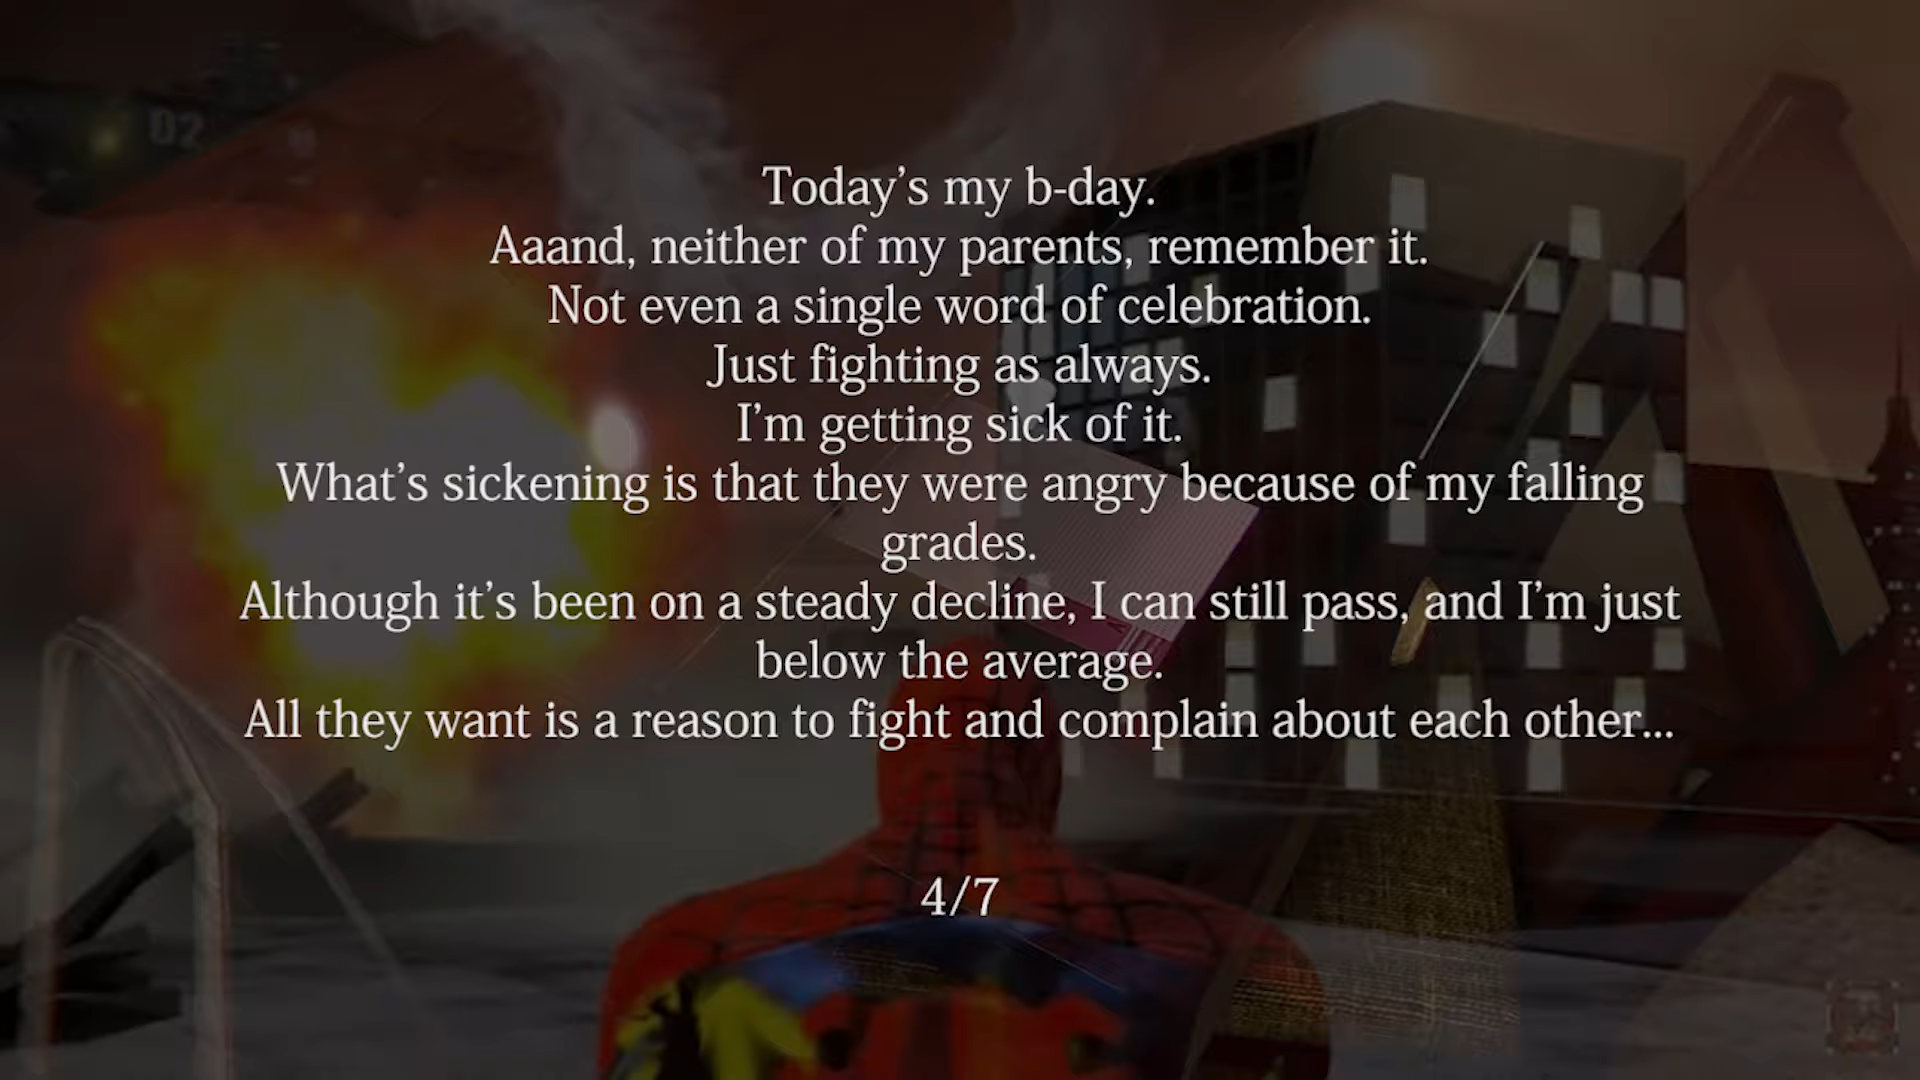 02
Today’s my b-day.
Aaand, neither of my parents, remember it.
Not even a single word of celebration.
Just fighting as always.
I’m getting sick of it.
What’s sickening is that they were angry because of my falling
grades.
Although it’s been on a steady decline, I can still pass, and I’m just
below the average.
All they want is a reason to fight and complain about each other...
4/7